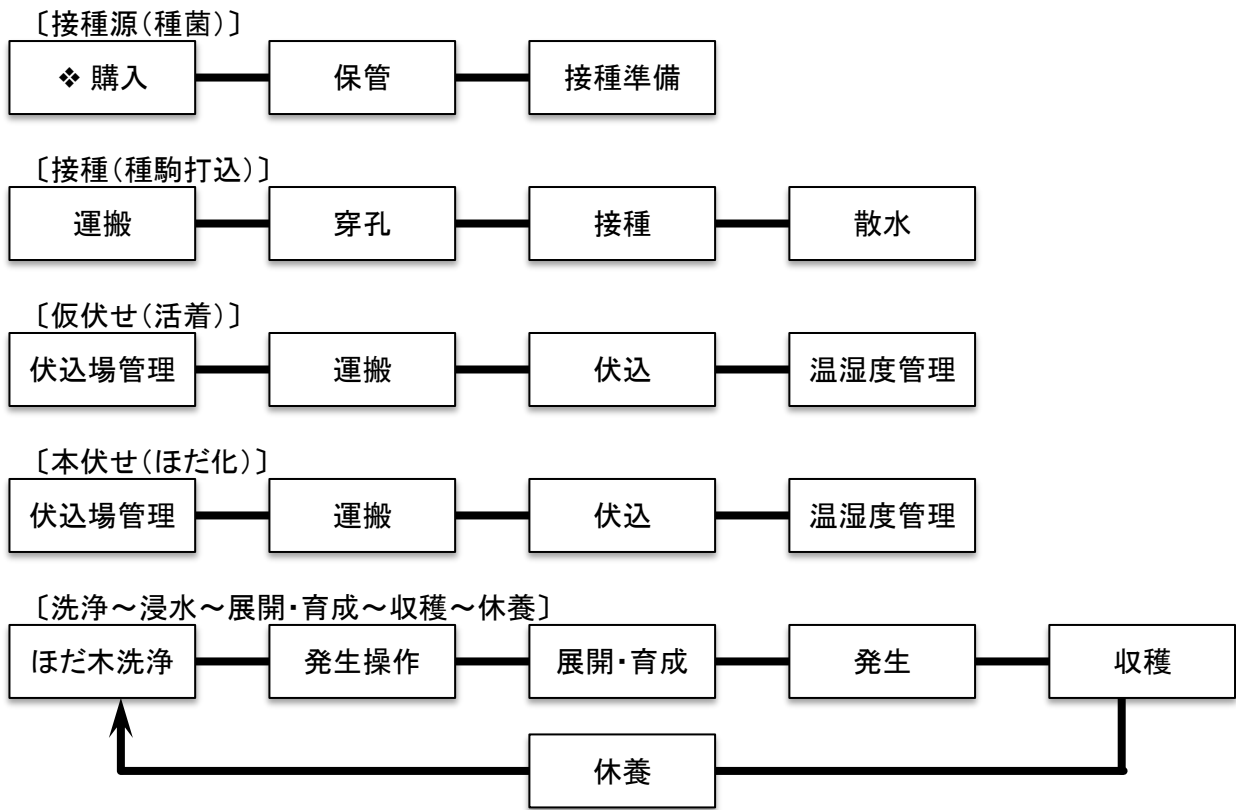 〔接種源（種菌）〕
❖ 購入 保管 接種準備
〔接種（種駒打込）〕
運搬 穿孔 接種 散水
〔仮伏せ（活着）〕
伏込場管理 運搬 伏込 温湿度管理
〔本伏せ（ほだ化）〕
伏込場管理 運搬 伏込 温湿度管理
〔洗浄～浸水～展開・育成～収穫～休養〕
ほだ木洗浄 発生操作 展開・育成 発生 収穫
休養